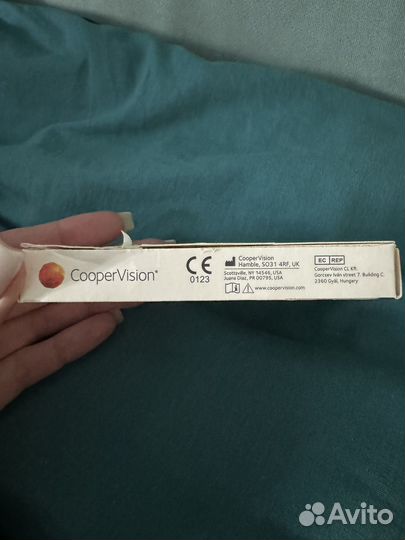 CooperVision®
CE
0123
CooperVision
Hamble, SO31 4RF, UK
Scottsville, NY 14546, USA
Juana Diaz, PR 00795, USA
www.coopervision.com
EC REP
CooperVision CL Kft.
Gorcsev Iván street 7. Building C.
2360 Gyál, Hungary
Avito